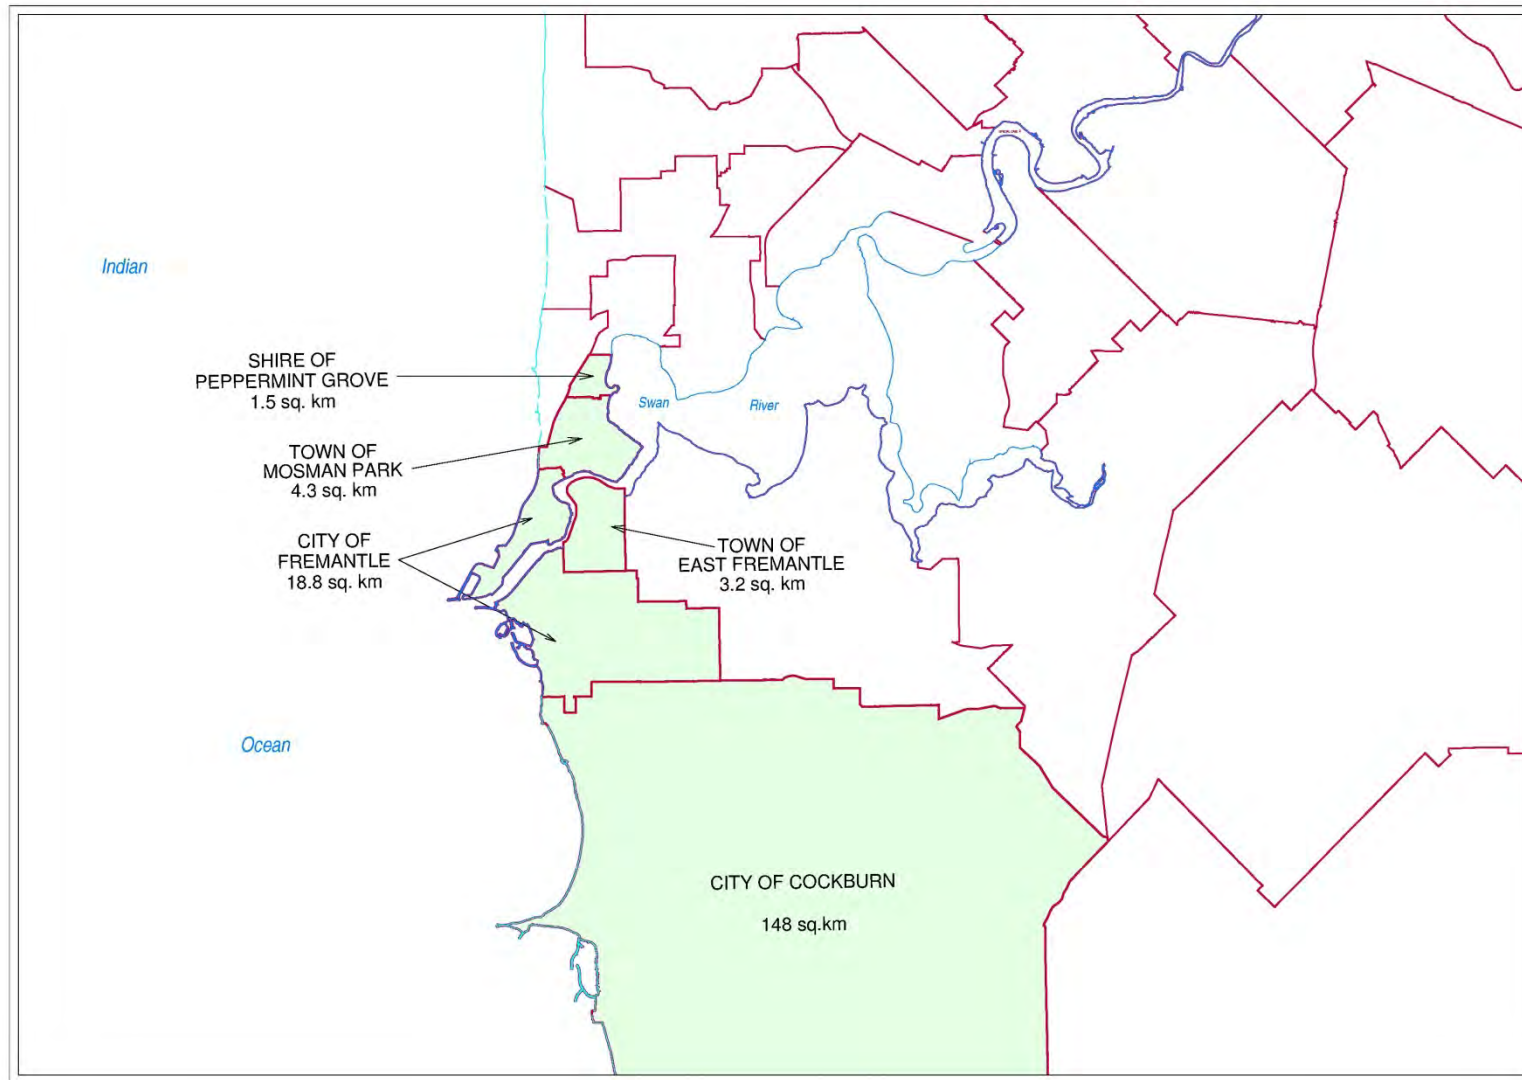 Indian
SHIRE OF
PEPPERMINT GROVE
1.5 sq. km
Swan
River
TOWN OF
MOSMAN PARK
4.3 sq. km
CITY OF
FREMANTLE
18.8 sq. km
TOWN OF
EAST FREMANTLE
3.2 sq. km
Ocean
CITY OF COCKBURN
148 sq.km